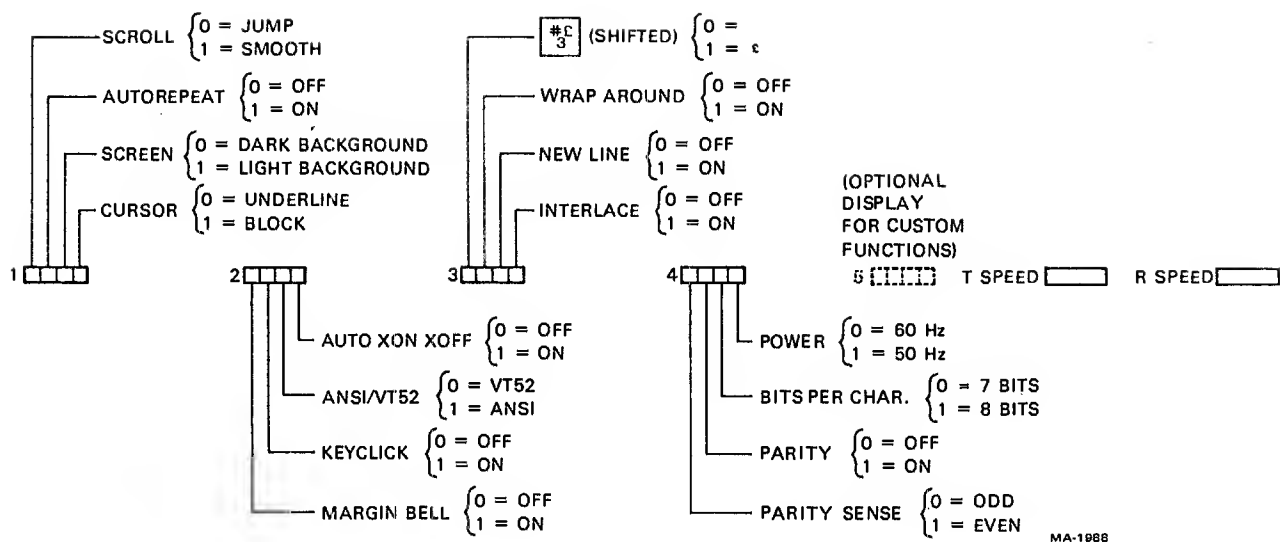 SCROLL 0 = JUMP
1 = SMOOTH
AUTOREPEAT 0 = OFF
1 = ON
SCREEN 0 = DARK BACKGROUND
1 = LIGHT BACKGROUND
CURSOR 0 = UNDERLINE
1 = BLOCK
#£
3 (SHIFTED) 0 =
1 = £
WRAP AROUND 0 = OFF
1 = ON
NEW LINE 0 = OFF
1 = ON
INTERLACE 0 = OFF
1 = ON
(OPTIONAL
DISPLAY
FOR CUSTOM
FUNCTIONS)
1 2 3 4 5 T SPEED R SPEED
AUTO XON XOFF 0 = OFF
1 = ON
ANSI/VT52 0 = VT52
1 = ANSI
KEYCLICK 0 = OFF
1 = ON
MARGIN BELL 0 = OFF
1 = ON
POWER 0 = 60 Hz
1 = 50 Hz
BITS PER CHAR. 0 = 7 BITS
1 = 8 BITS
PARITY 0 = OFF
1 = ON
PARITY SENSE 0 = ODD
1 = EVEN
MA-1988